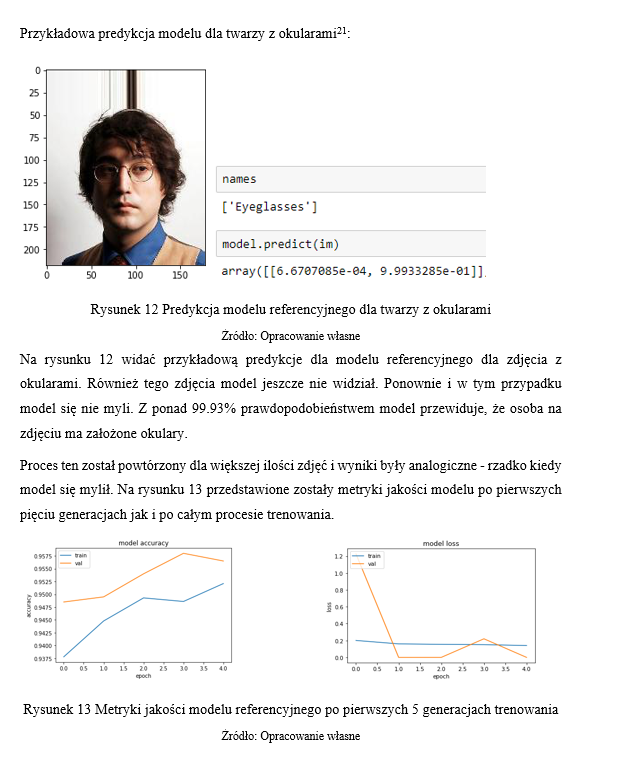 Przykładowa predykcja modelu dla twarzy z okularami21:
0
25
50
75
100
125
150
175
200
0 50 100 150
names
['Eyeglasses']
model.predict(im)
array([[6.6707085e-04, 9.9933285e-01]]
Rysunek 12 Predykcja modelu referencyjnego dla twarzy z okularami
Źródło: Opracowanie własne
Na rysunku 12 widać przykładową predykcje dla modelu referencyjnego dla zdjęcia z
okularami. Również tego zdjęcia model jeszcze nie widział. Ponownie i w tym przypadku
model się nie myli. Z ponad 99.93% prawdopodobieństwem model przewiduje, że osoba na
zdjęciu ma założone okulary.
Proces ten został powtórzony dla większej ilości zdjęć i wyniki były analogiczne - rzadko kiedy
model się mylił. Na rysunku 13 przedstawione zostały metryki jakości modelu po pierwszych
pięciu generacjach jak i po całym procesie trenowania.
model accuracy
train
val
0.9575
0.9550
0.9525
0.9500
0.9475
0.9450
0.9425
0.9400
0.9375
accuracy
0.0 0.5 1.0 1.5 2.0 2.5 3.0 3.5 4.0
epoch
model loss
train
val
1.2
1.0
0.8
0.6
0.4
0.2
0.0
loss
0.0 0.5 1.0 1.5 2.0 2.5 3.0 3.5 4.0
epoch
Rysunek 13 Metryki jakości modelu referencyjnego po pierwszych 5 generacjach trenowania
Źródło: Opracowanie własne